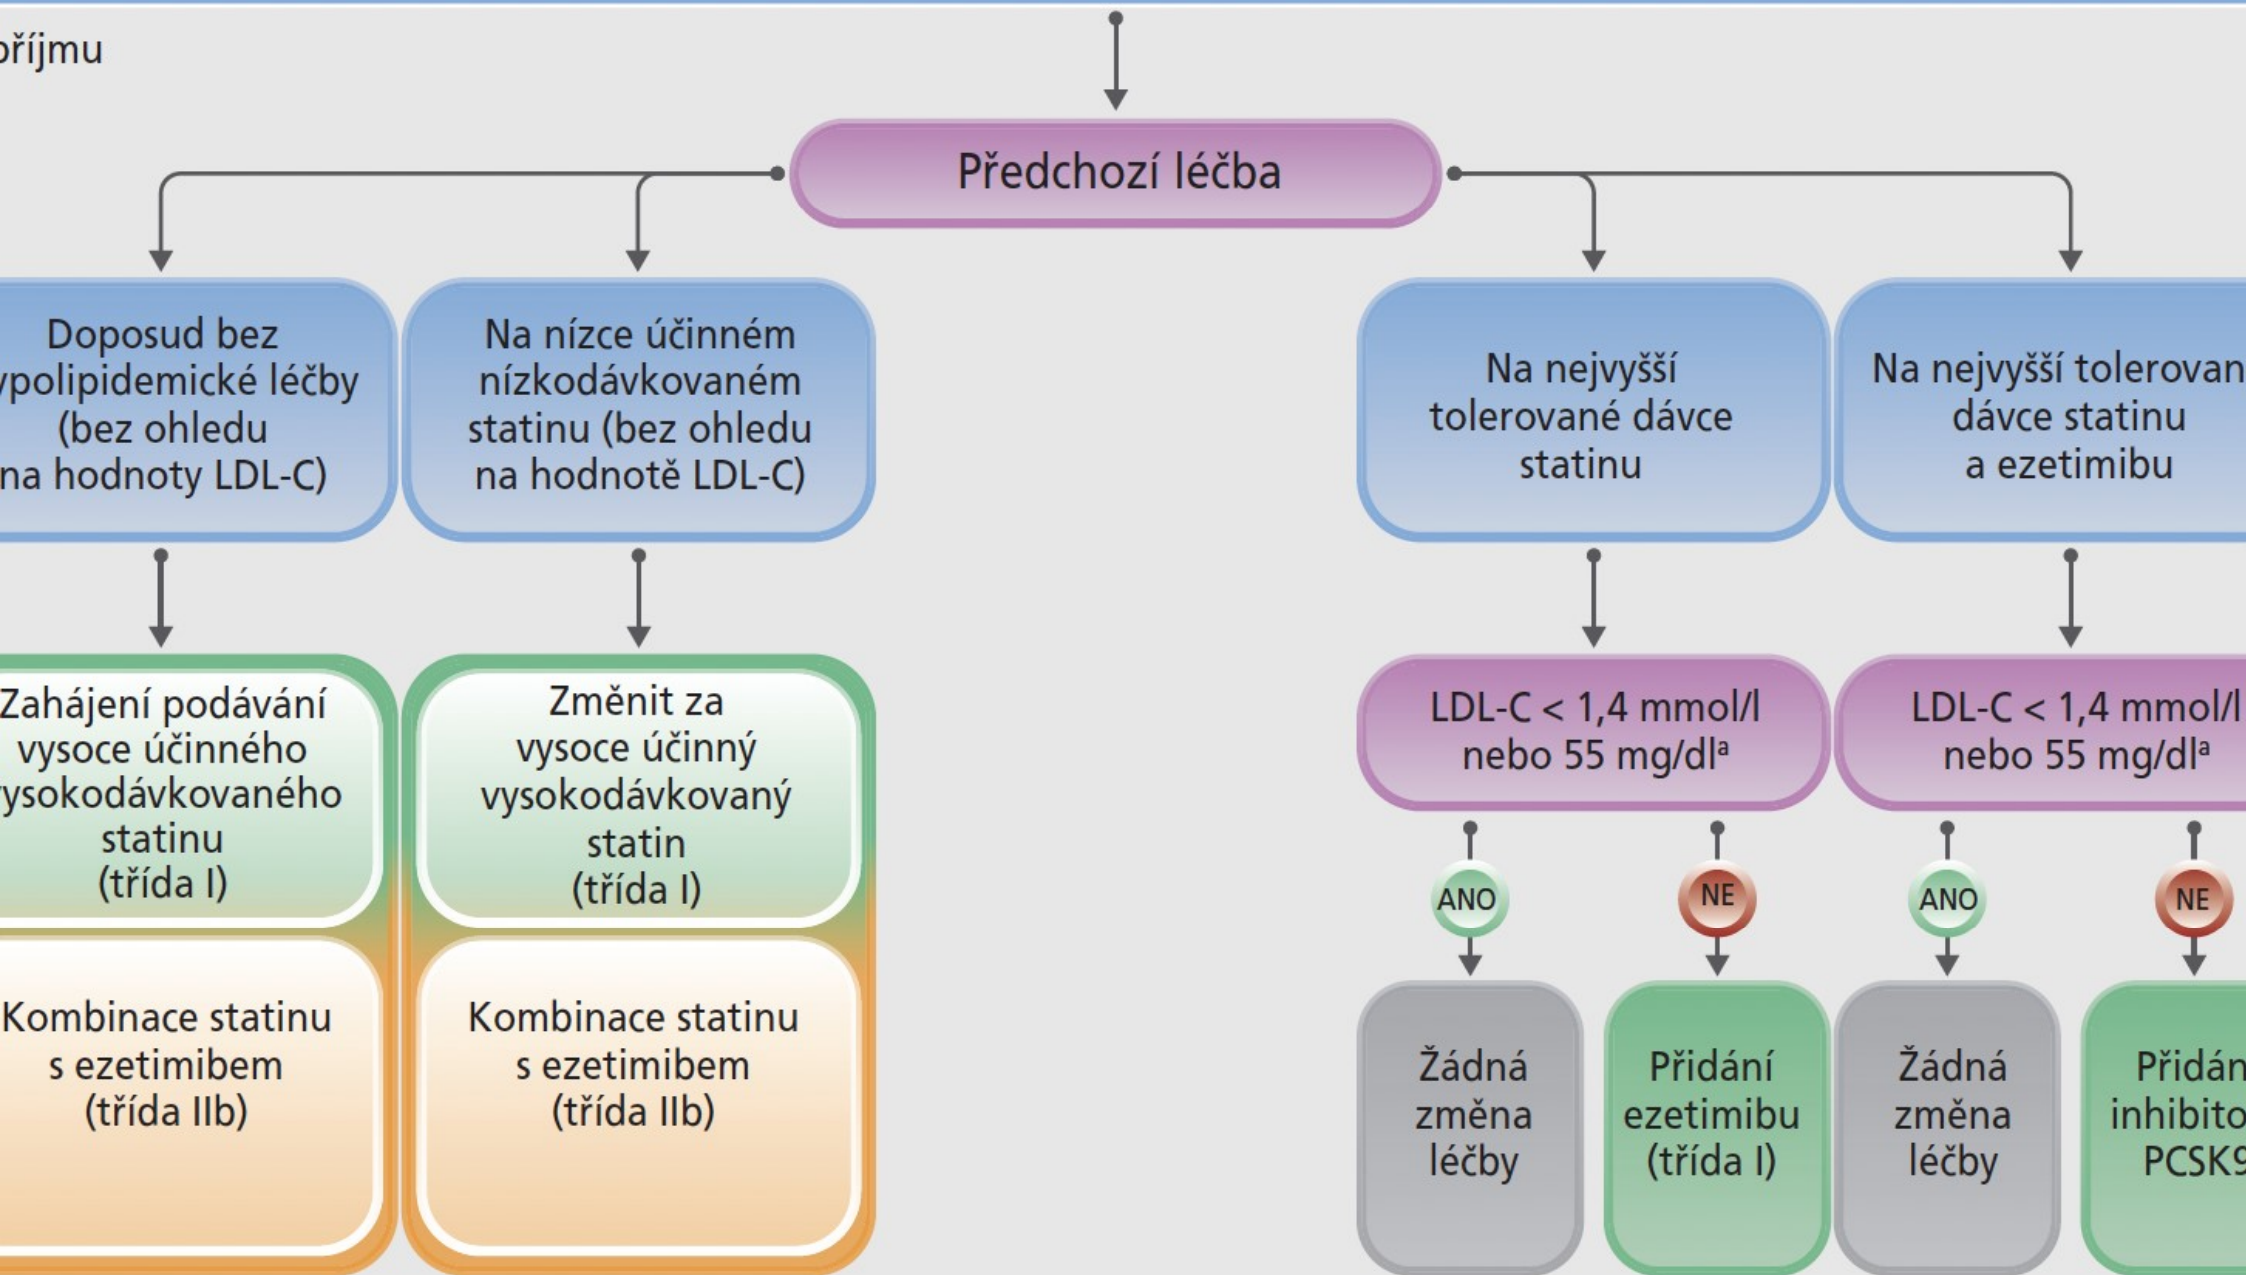 příjmu
Předchozí léčba
Doposud bez
ypolipidemické léčby
(bez ohledu
na hodnoty LDL-C)
Na nízce účinném
nízkodávkovaném
statinu (bez ohledu
na hodnotě LDL-C)
Na nejvyšší
tolerované dávce
statinu
Na nejvyšší tolerovan
dávce statinu
a ezetimibu
Zahájení podávání
vysoce účinného
vysokodávkovaného
statinu
(třída I)
Změnit za
vysoce účinný
vysokodávkovaný
statin
(třída I)
LDL-C < 1,4 mmol/l
nebo 55 mg/dlᵃ
LDL-C < 1,4 mmol/l
nebo 55 mg/dlᵃ
ANO
NE
ANO
NE
Kombinace statinu
s ezetimibem
(třída IIb)
Kombinace statinu
s ezetimibem
(třída IIb)
Žádná
změna
léčby
Přidání
ezetimibu
(třída I)
Žádná
změna
léčby
Přidán
inhibito
PCSK9